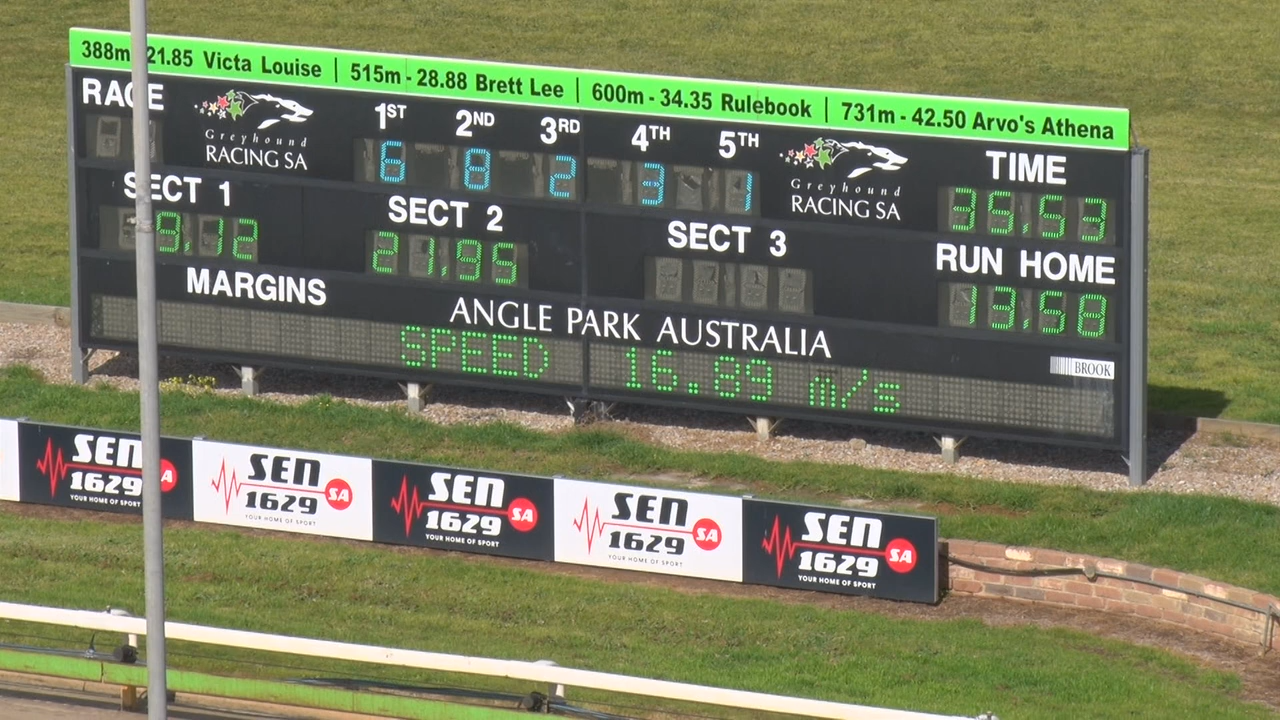 388m - 21.85 Victa Louise | 515m - 28.88 Brett Lee | 600m - 34.35 Rulebook | 731m - 42.50 Arvo's Athena
RACE
Greyhound
RACING SA
1ST 2ND 3RD 4TH 5TH
6 8 2 3 1
Greyhound
RACING SA
TIME
35.53
SECT 1
9.12
SECT 2
21.95
SECT 3
RUN HOME
13.58
MARGINS
ANGLE PARK AUSTRALIA
SPEED 16.89 m/s
BROOK
SEN
1629 SA
YOUR HOME OF SPORT
SEN
1629 SA
YOUR HOME OF SPORT
SEN
1629 SA
YOUR HOME OF SPORT
SEN
1629 SA
YOUR HOME OF SPORT
SEN
1629 SA
YOUR HOME OF SPORT